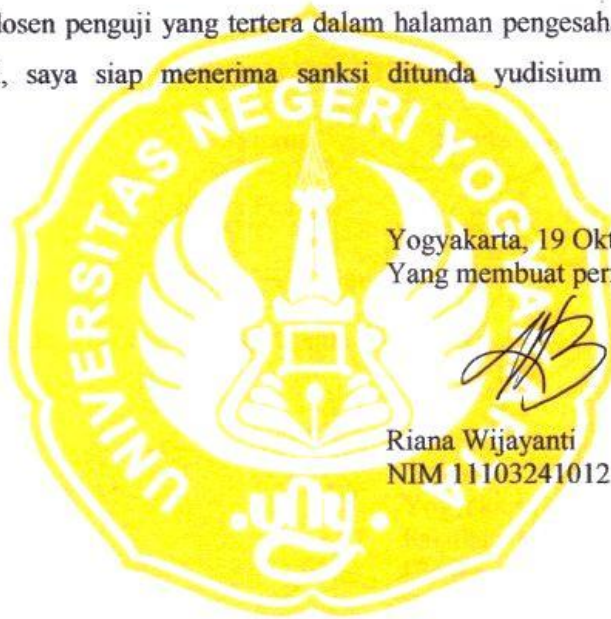 dosen penguji yang tertera dalam halaman pengesah
, saya siap menerima sanksi ditunda yudisium
UNIVERSITAS NEGERI YOGYAKARTA
Yogyakarta, 19 Okt
Yang membuat per
Riana Wijayanti
NIM 11103241012
uny